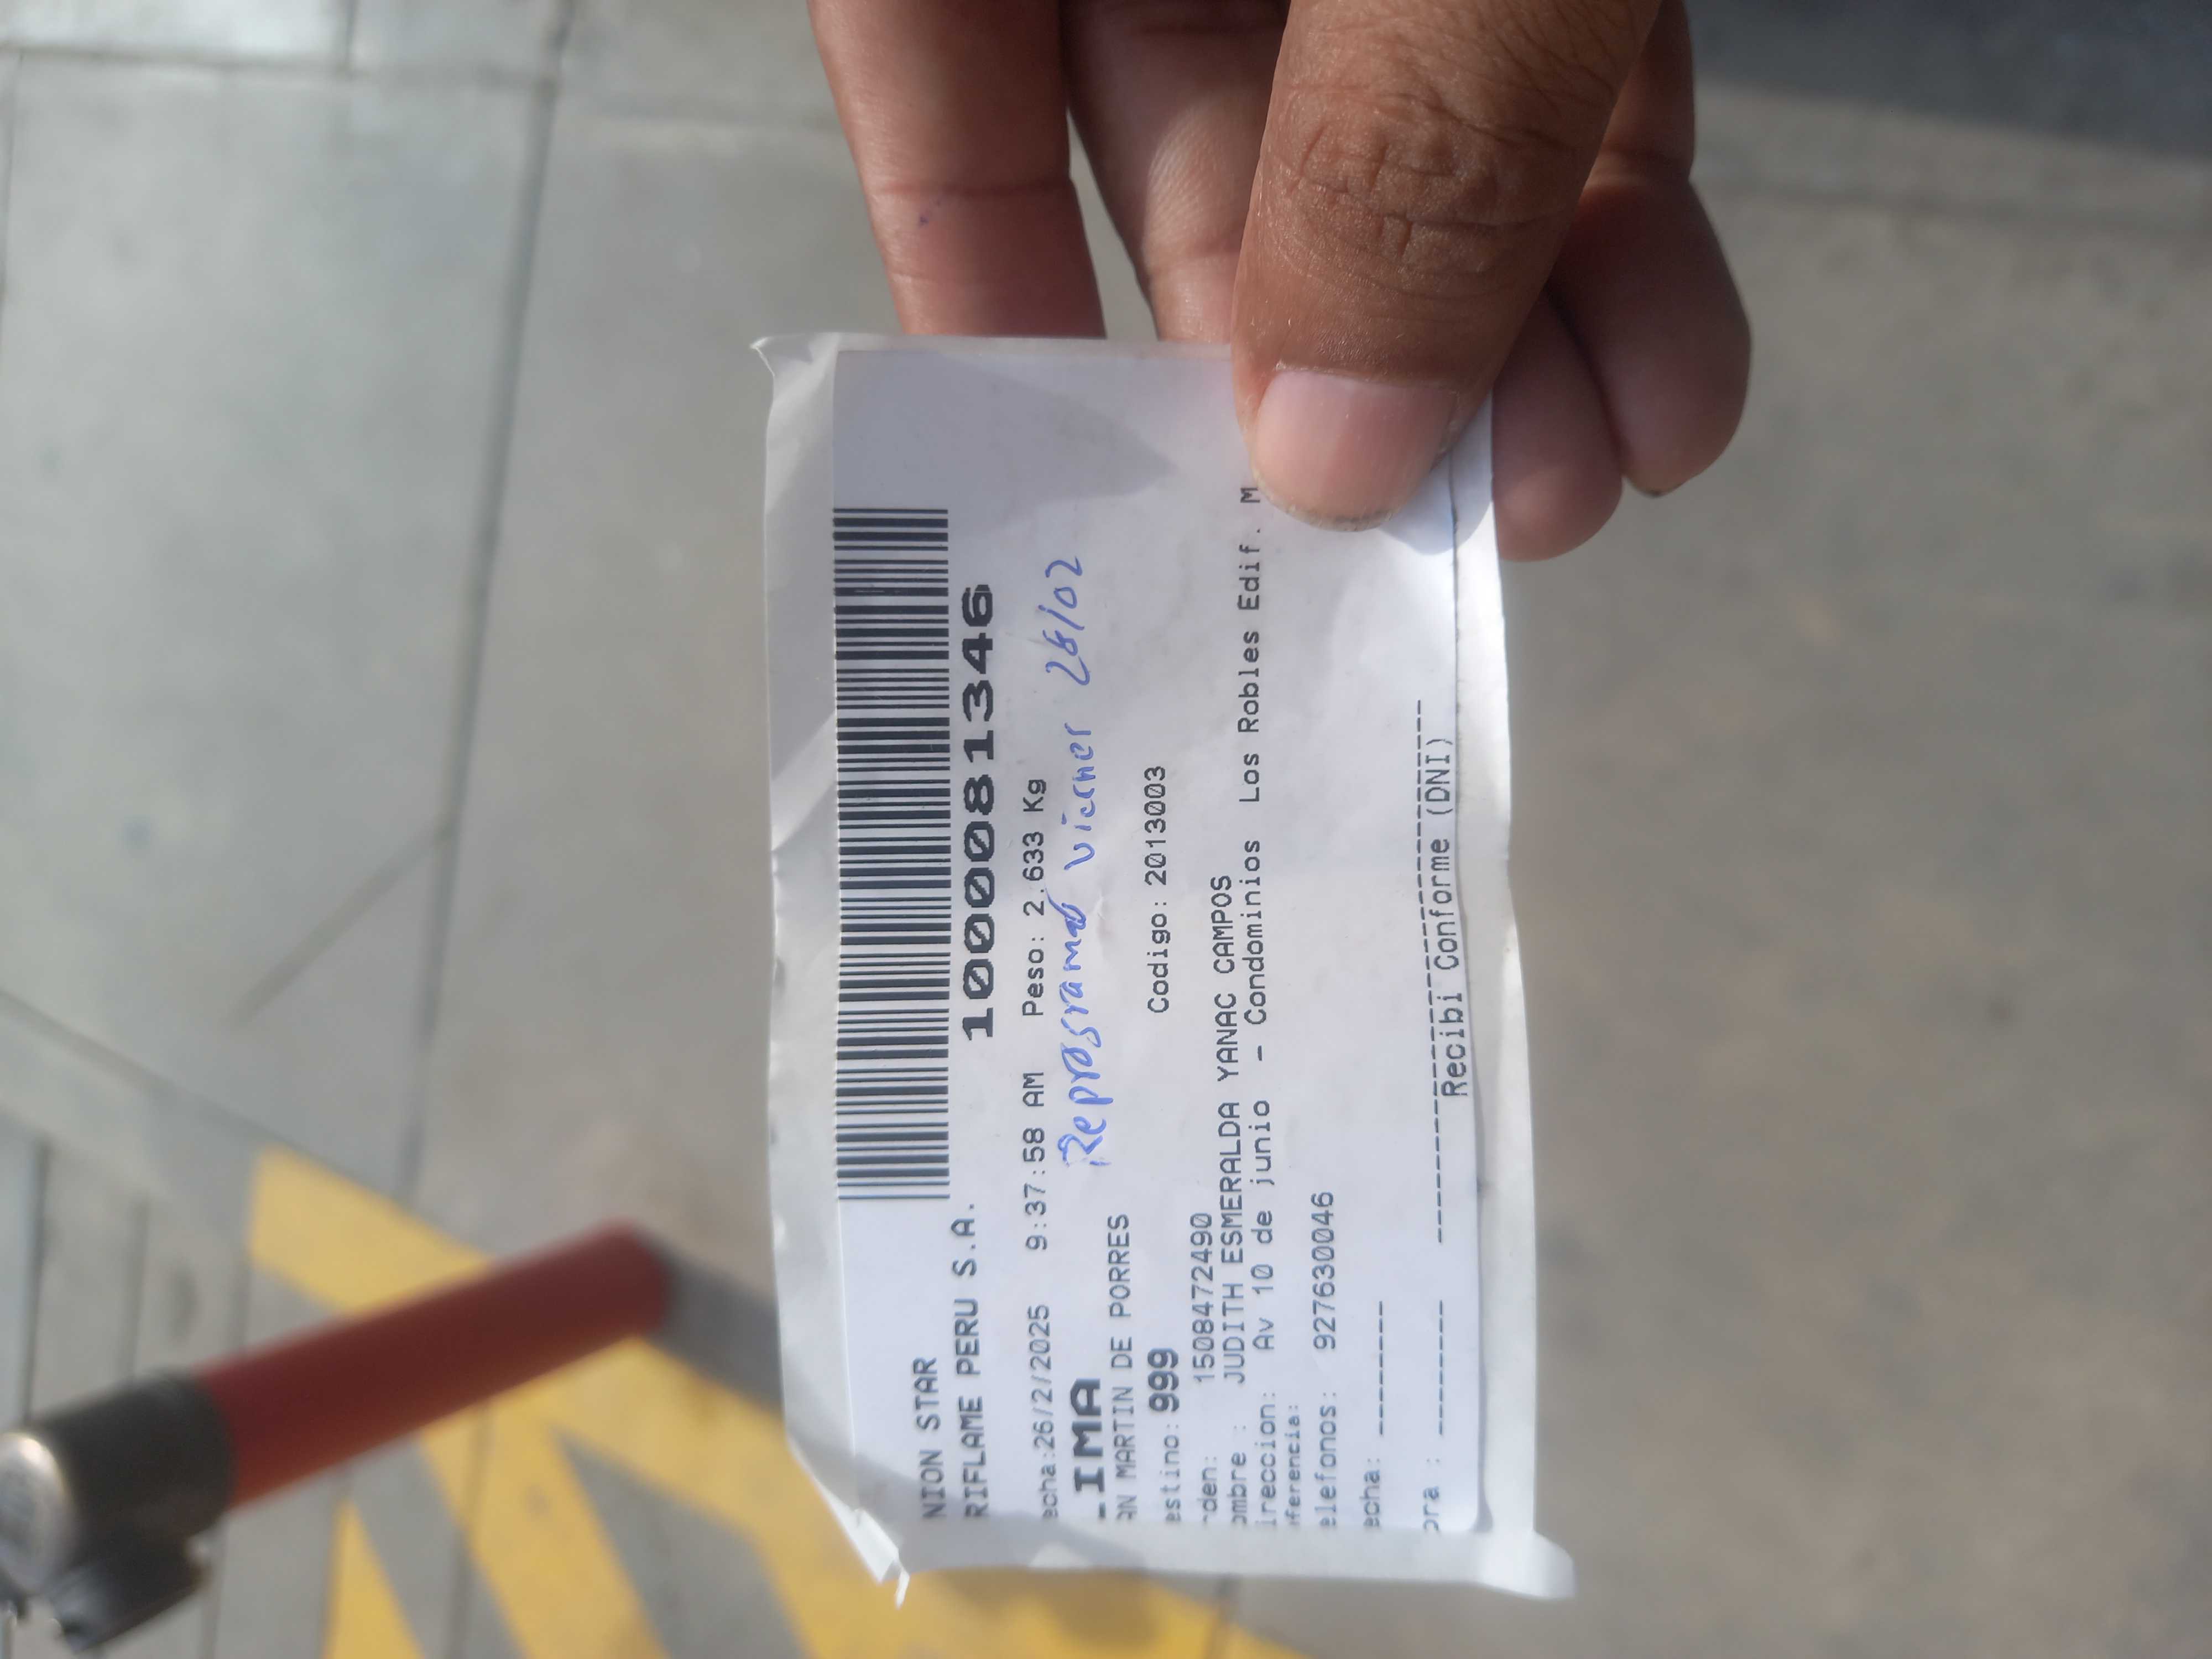 NION STAR
RIFLAME PERU S.A.
1000081346
echa:26/2/2025 9:37:58 AM Peso: 2.633 Kg
Reprogramado viernes 28/02
-IMA
AN MARTIN DE PORRES
estino: 999 Codigo: 2013003
rden: 1508472490
ombre : JUDITH ESMERALDA YANAC CAMPOS
ireccion: Av 10 de junio - Condominios Los Robles Edif. M
iferencia:
elefonos: 927630046
echa: --------
ora : --------
Recibi Conforme (DNI)